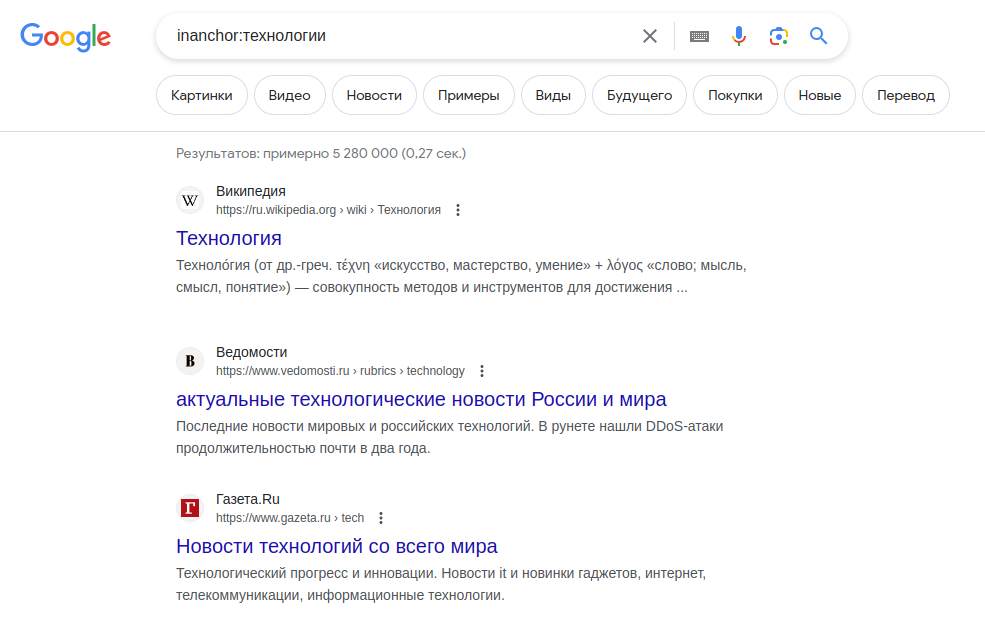 Google
inanchor:технологии
Картинки Видео Новости Примеры Виды Будущего Покупки Новые Перевод
Результатов: примерно 5 280 000 (0,27 сек.)
W
Википедия
https://ru.wikipedia.org › wiki › Технология
Технология
Техноло́гия (от др.-греч. τέχνη «искусство, мастерство, умение» + λόγος «слово; мысль,
смысл, понятие») — совокупность методов и инструментов для достижения ...
В
Ведомости
https://www.vedomosti.ru › rubrics › technology
актуальные технологические новости России и мира
Последние новости мировых и российских технологий. В рунете нашли DDoS-атаки
продолжительностью почти в два года.
Г
Газета.Ru
https://www.gazeta.ru › tech
Новости технологий со всего мира
Технологический прогресс и инновации. Новости it и новинки гаджетов, интернет,
телекоммуникации, информационные технологии.